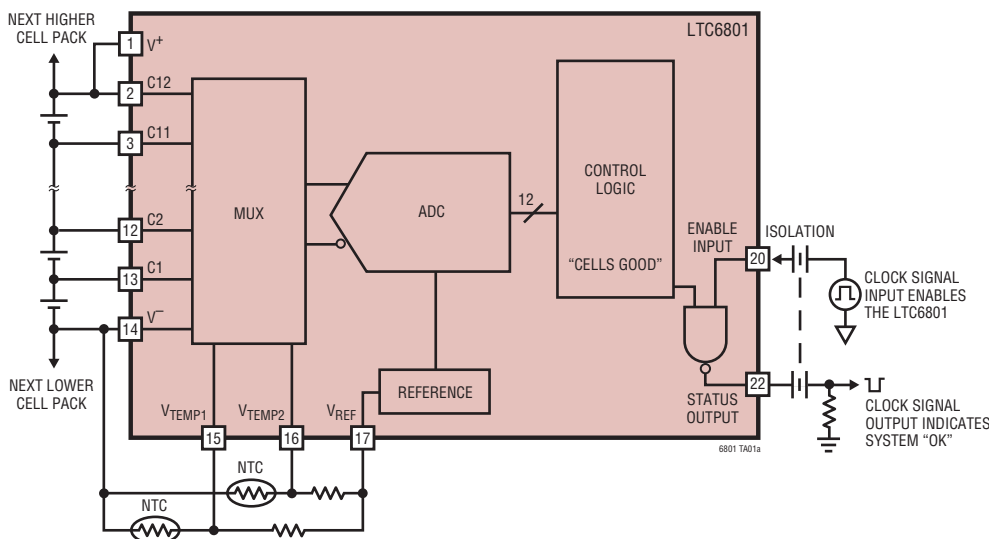 NEXT HIGHER
CELL PACK
LTC6801
1
V+
2
C12
3
C11
12
C2
13
C1
14
V−
NEXT LOWER
CELL PACK
MUX
ADC
12
CONTROL
LOGIC
“CELLS GOOD”
REFERENCE
ENABLE
INPUT
ISOLATION
20
CLOCK SIGNAL
INPUT ENABLES
THE LTC6801
22
STATUS
OUTPUT
CLOCK SIGNAL
OUTPUT INDICATES
SYSTEM “OK”
6801 TA01a
VTEMP1
VTEMP2
VREF
15
16
17
NTC
NTC